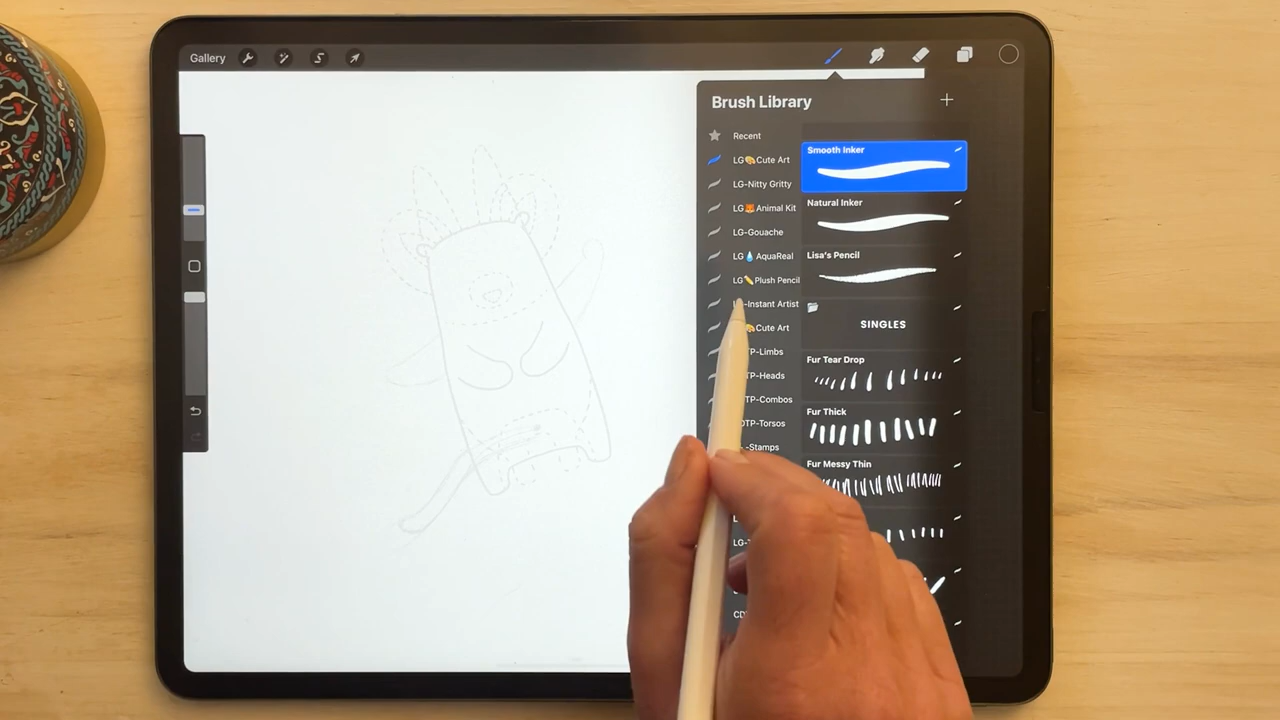 Gallery
Brush Library
Recent
LG🎨Cute Art
LG-Nitty Gritty
LG🦊Animal Kit
LG-Gouache
LG💧AquaReal
LG✏️Plush Pencil
-Instant Artist
🎨Cute Art
TP-Limbs
TP-Heads
TP-Combos
DTP-Torsos
-Stamps
Smooth Inker
Natural Inker
Lisa's Pencil
SINGLES
Fur Tear Drop
Fur Thick
Fur Messy Thin